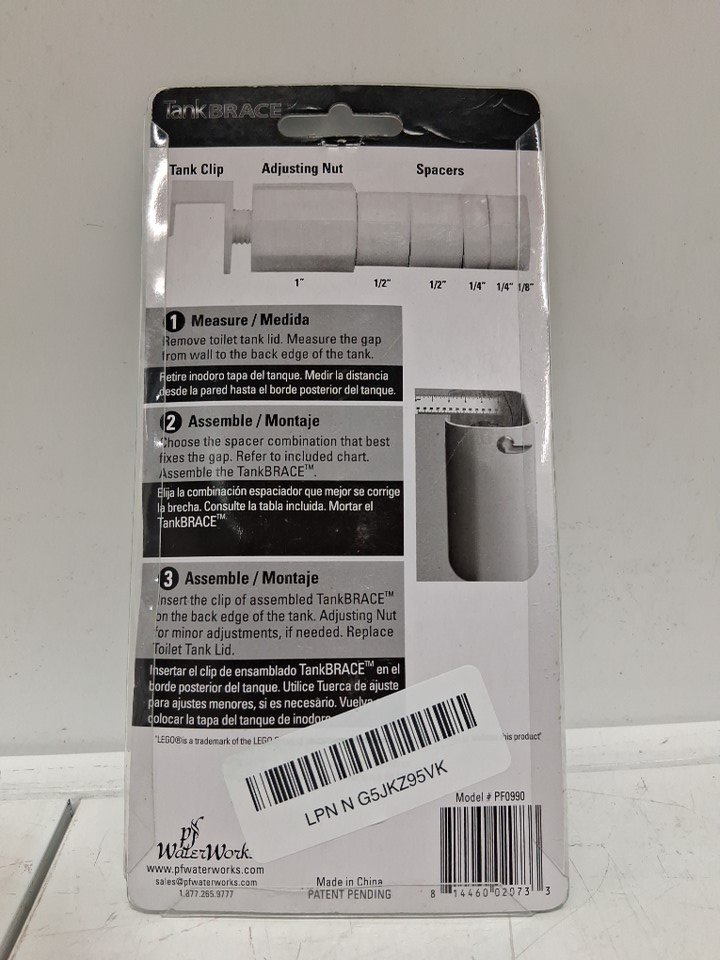 TankBRACE™
Tank Clip Adjusting Nut Spacers
1" 1/2" 1/2" 1/4" 1/4" 1/8"
1 Measure / Medida
Remove toilet tank lid. Measure the gap
from wall to the back edge of the tank.
Retire inodoro tapa del tanque. Medir la distancia
desde la pared hasta el borde posterior del tanque.
2 Assemble / Montaje
Choose the spacer combination that best
fixes the gap. Refer to included chart.
Assemble the TankBRACE™.
Elija la combinación espaciador que mejor se corrige
la brecha. Consulte la tabla incluida. Mortar el
TankBRACE™
3 Assemble / Montaje
Insert the clip of assembled TankBRACE™
on the back edge of the tank. Adjusting Nut
for minor adjustments, if needed. Replace
Toilet Tank Lid.
Insertar el clip de ensamblado TankBRACE™ en el
borde posterior del tanque. Utilice Tuerca de ajuste
para ajustes menores, si es necesario. Vuelva
colocar la tapa del tanque de inodoro
*LEGO® is a trademark of the LEGO this product*
LPN N G5JKZ95VK
Model # PF0990
pf
WaterWork
www.pfwaterworks.com
sales@pfwaterworks.com
1.877.265.9777
Made in China
PATENT PENDING
8 14460 02073 3